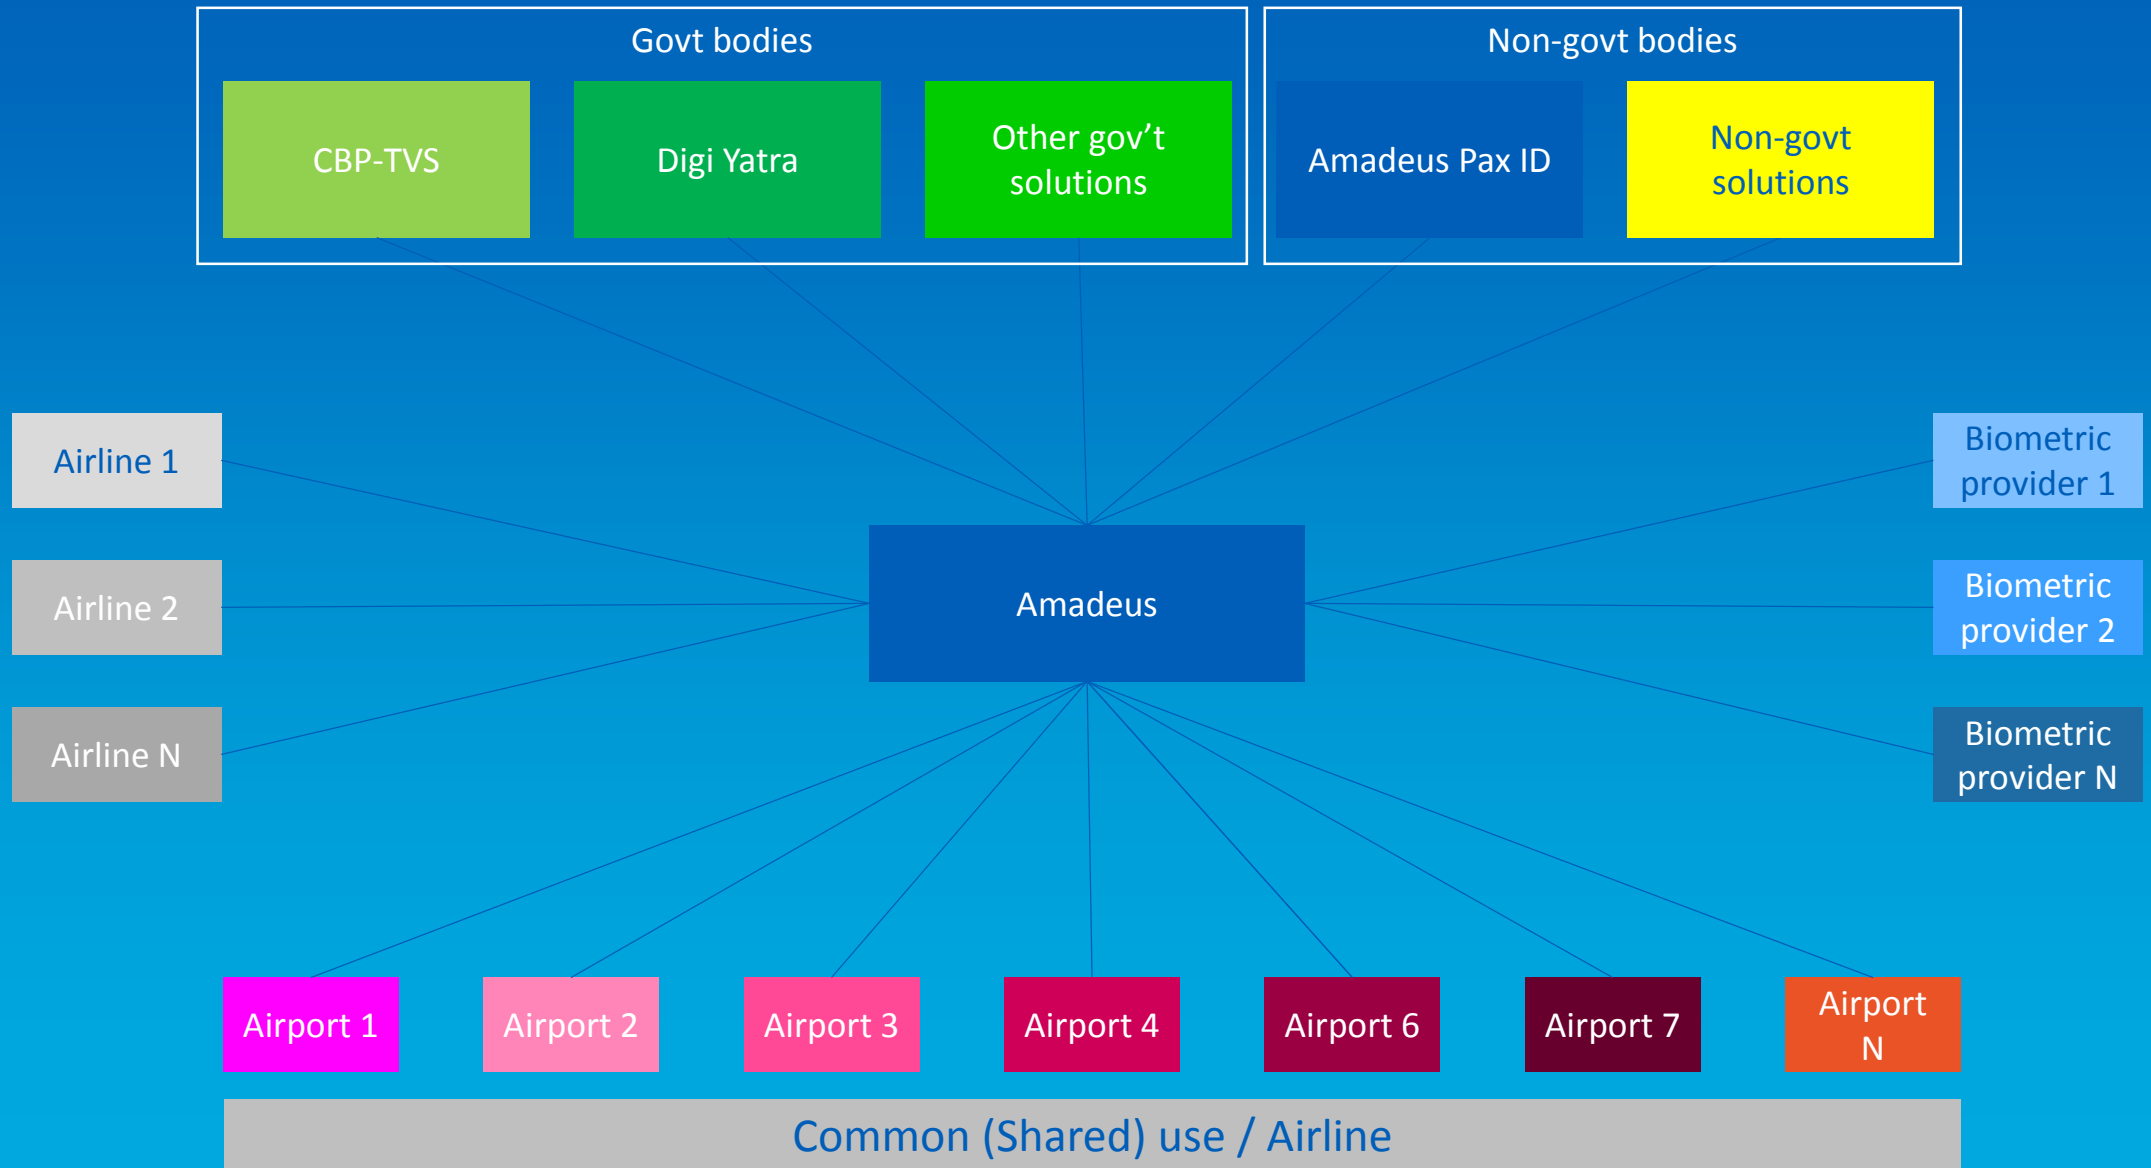 Govt bodies
Non-govt bodies
CBP-TVS
Digi Yatra
Other gov’t
solutions
Amadeus Pax ID
Non-govt
solutions
Airline 1
Airline 2
Airline N
Amadeus
Biometric
provider 1
Biometric
provider 2
Biometric
provider N
Airport 1
Airport 2
Airport 3
Airport 4
Airport 6
Airport 7
Airport
N
Common (Shared) use / Airline